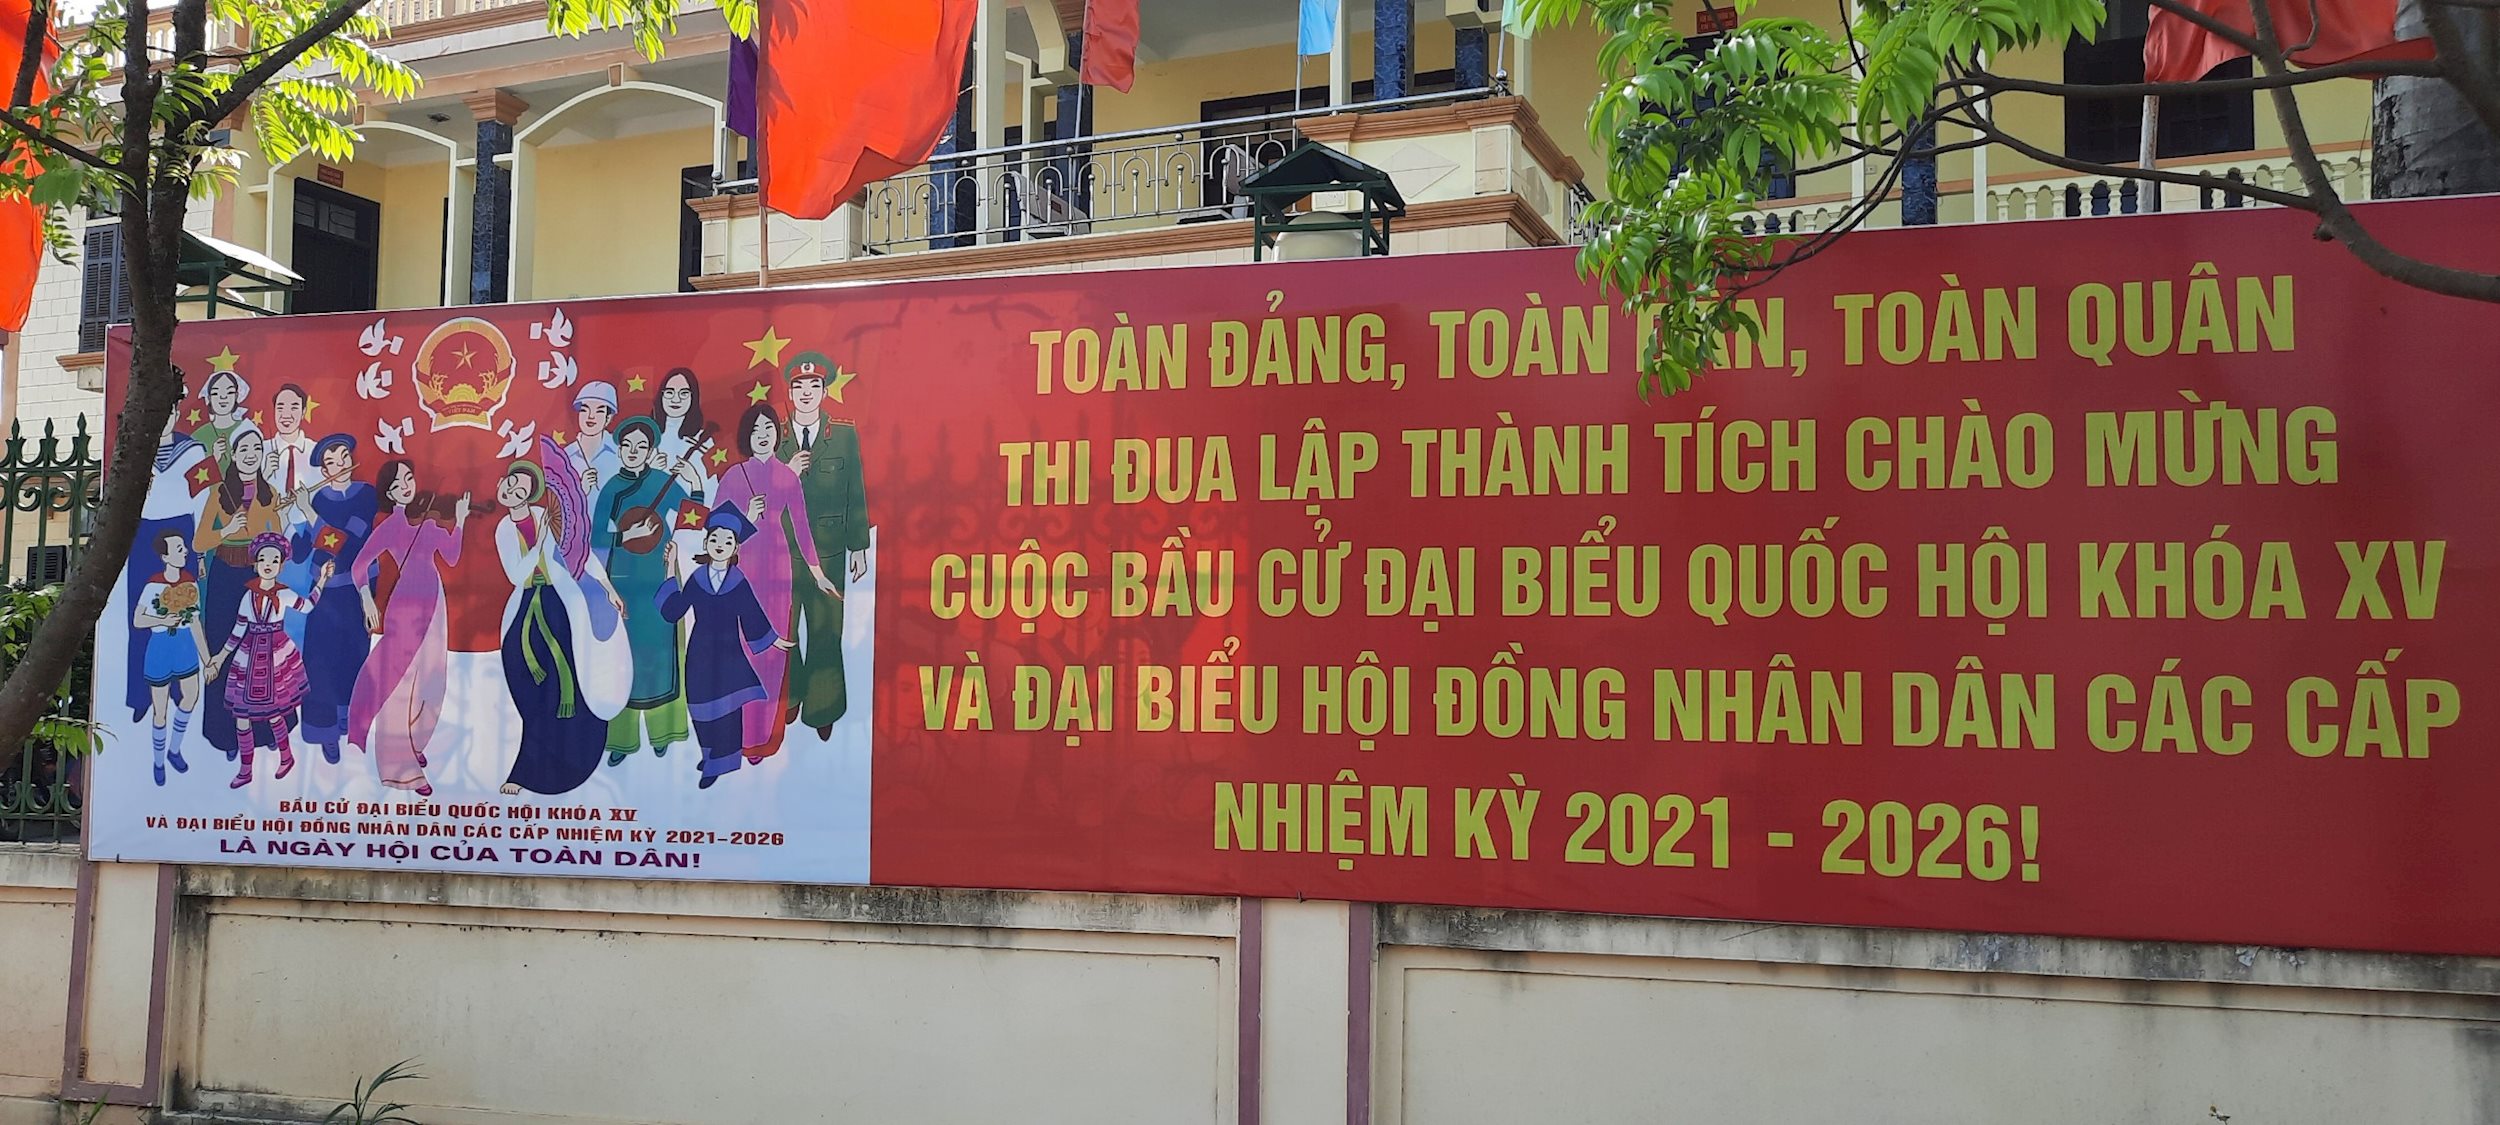 VIỆT NAM
BẦU CỬ ĐẠI BIỂU QUỐC HỘI KHÓA XV
VÀ ĐẠI BIỂU HỘI ĐỒNG NHÂN DÂN CÁC CẤP NHIỆM KỲ 2021-2026
LÀ NGÀY HỘI CỦA TOÀN DÂN!
TOÀN ĐẢNG, TOÀN DÂN, TOÀN QUÂN
THI ĐUA LẬP THÀNH TÍCH CHÀO MỪNG
CUỘC BẦU CỬ ĐẠI BIỂU QUỐC HỘI KHÓA XV
VÀ ĐẠI BIỂU HỘI ĐỒNG NHÂN DÂN CÁC CẤP
NHIỆM KỲ 2021 - 2026!